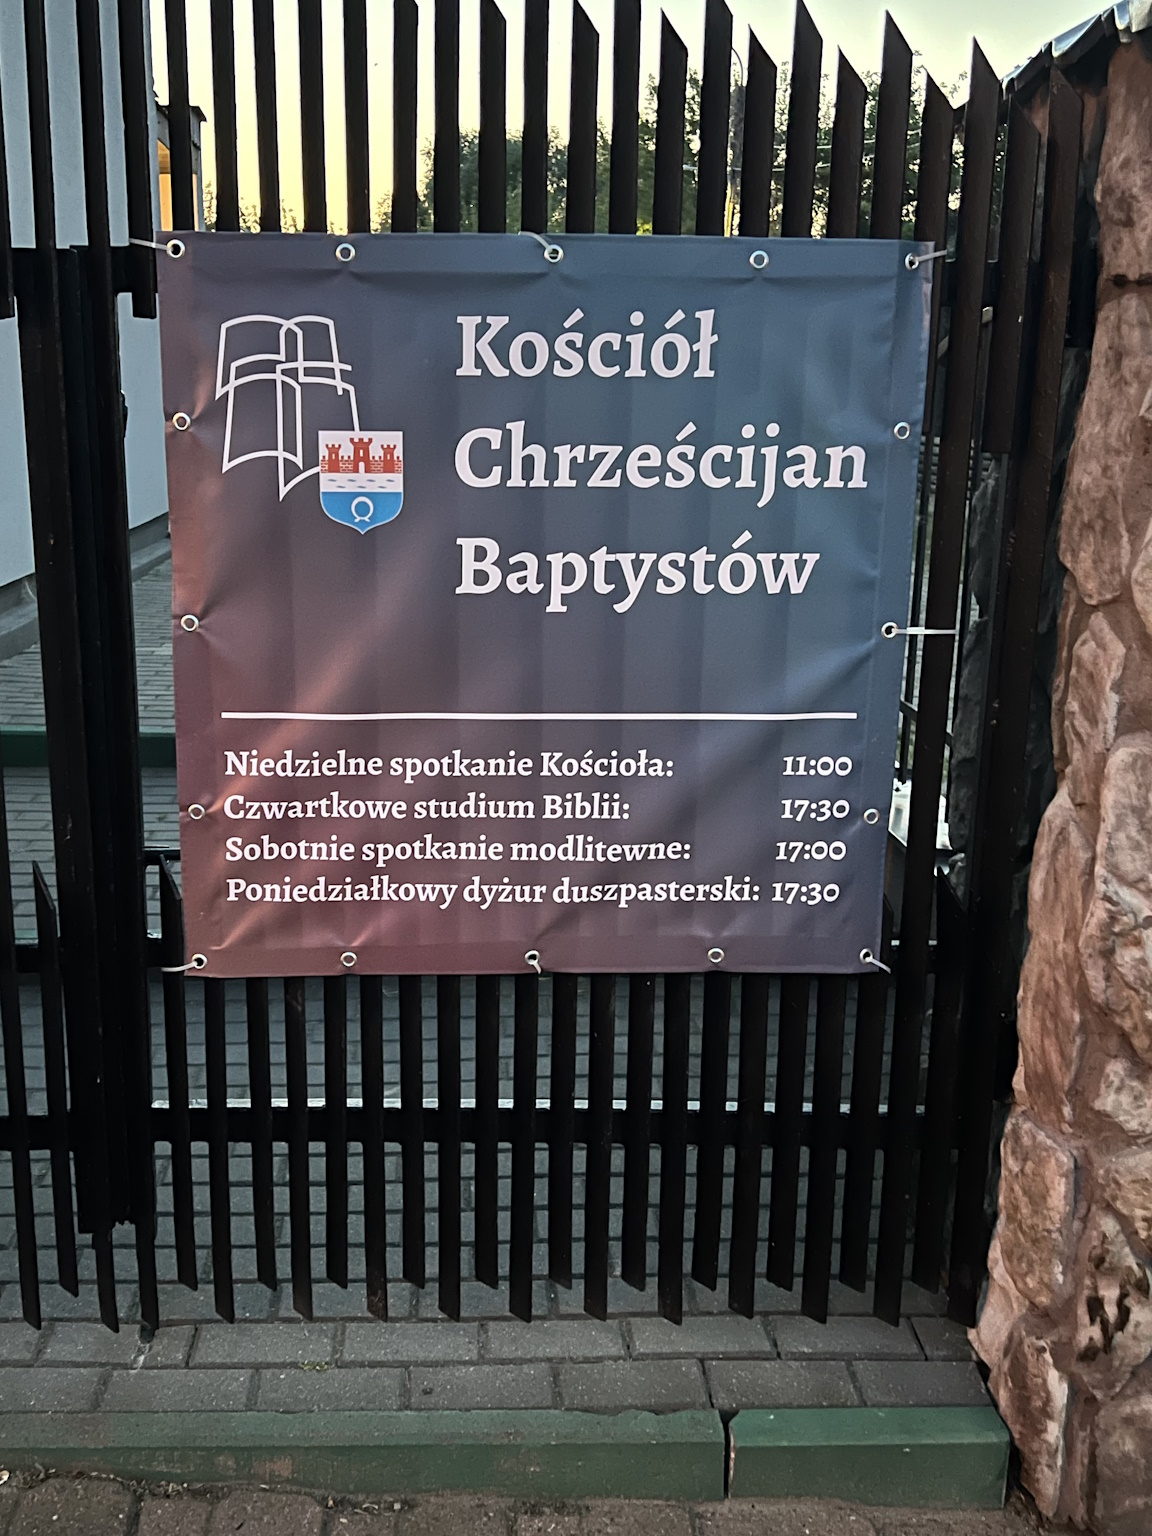 Kościół
Chrześcijan
Baptystów
Niedzielne spotkanie Kościoła: 11:00
Czwartkowe studium Biblii: 17:30
Sobotnie spotkanie modlitewne: 17:00
Poniedziałkowy dyżur duszpasterski: 17:30